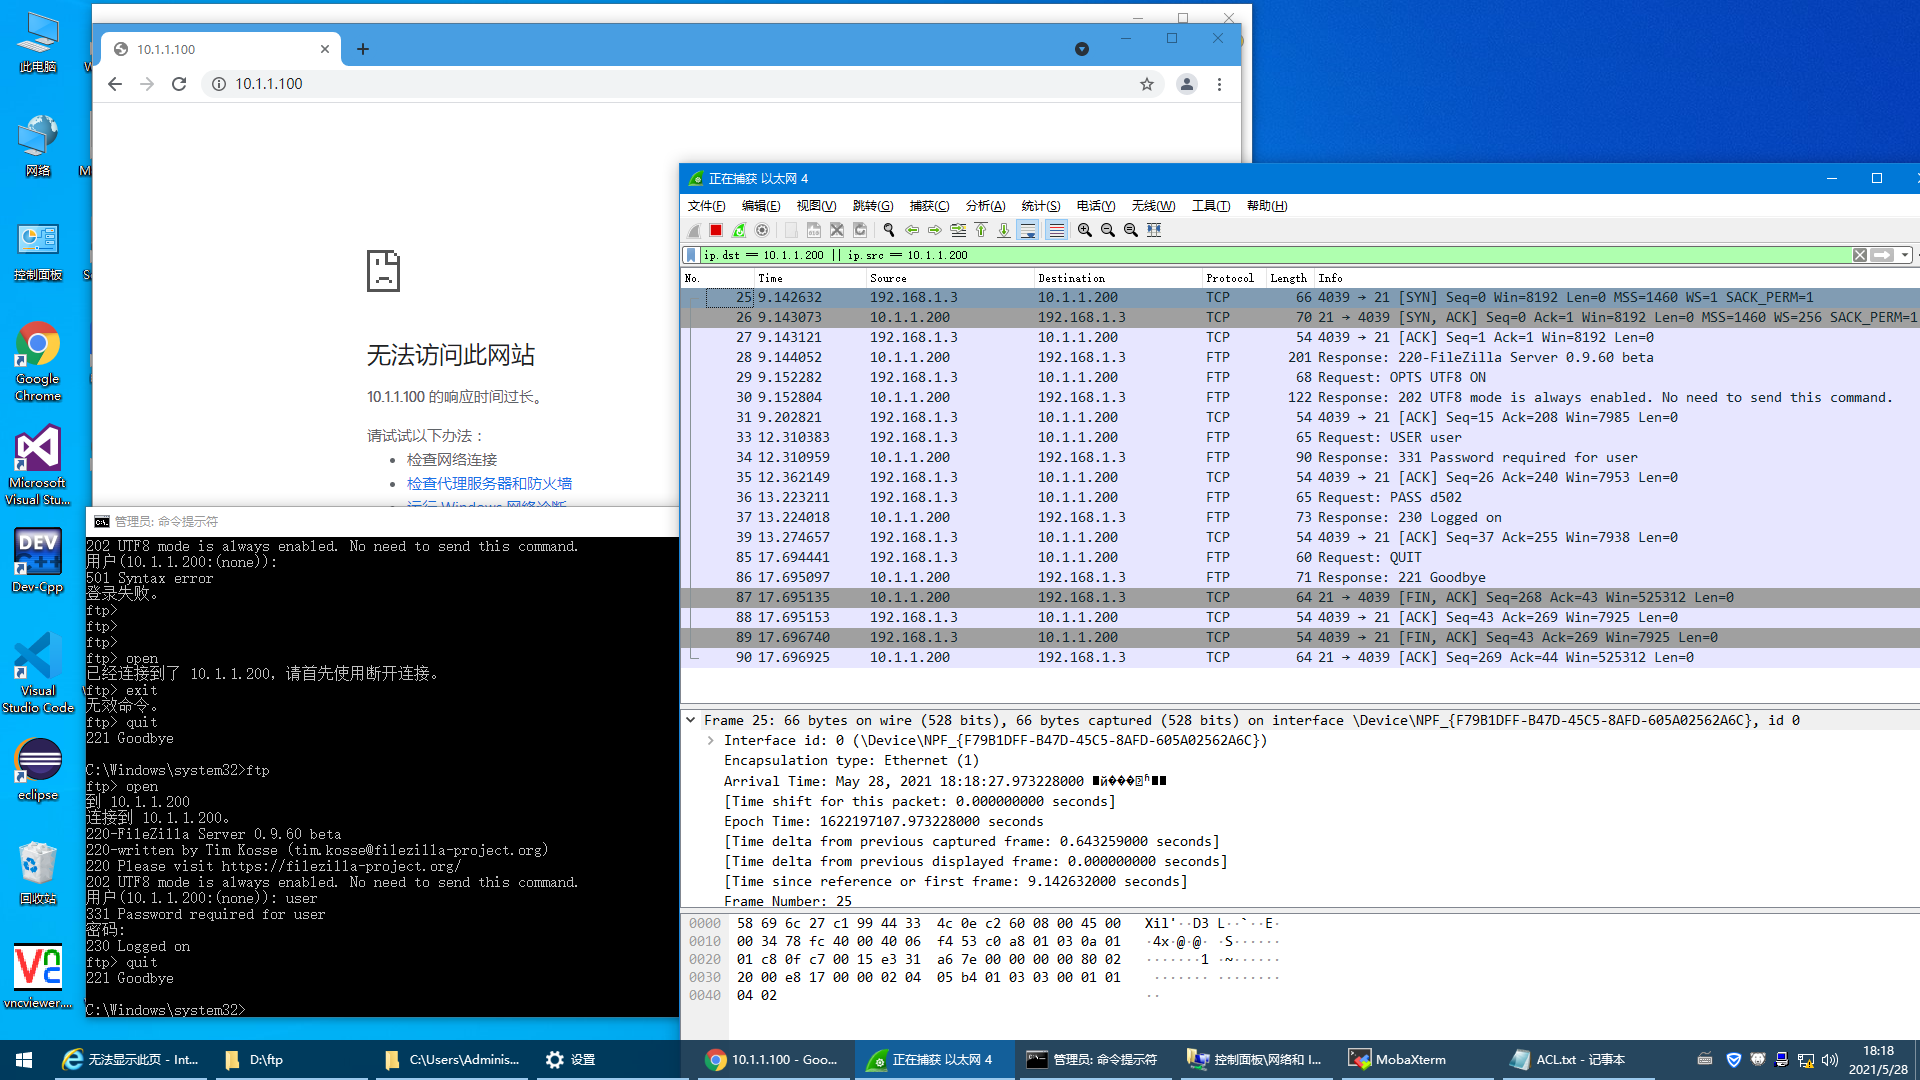 此电脑
网络
控制面板
Google
Chrome
Microsoft
Visual Stu...
Dev-Cpp
Visual
Studio Code
eclipse
回收站
vncviewer....
10.1.1.100
10.1.1.100
无法访问此网站
10.1.1.100 的响应时间过长。
请试试以下办法：
检查网络连接
检查代理服务器和防火墙
运行 Windows 网络诊断
管理员: 命令提示符
202 UTF8 mode is always enabled. No need to send this command.
用户(10.1.1.200:(none)):
501 Syntax error
登录失败。
ftp>
ftp>
ftp>
ftp> open
已经连接到了 10.1.1.200，请首先使用断开连接。
ftp> exit
无效命令。
ftp> quit
221 Goodbye
C:\Windows\system32>ftp
ftp> open
到 10.1.1.200
连接到 10.1.1.200。
220-FileZilla Server 0.9.60 beta
220-written by Tim Kosse (tim.kosse@filezilla-project.org)
220 Please visit https://filezilla-project.org/
202 UTF8 mode is always enabled. No need to send this command.
用户(10.1.1.200:(none)): user
331 Password required for user
密码:
230 Logged on
ftp> quit
221 Goodbye
C:\Windows\system32>
正在捕获 以太网 4
文件(F) 编辑(E) 视图(V) 跳转(G) 捕获(C) 分析(A) 统计(S) 电话(Y) 无线(W) 工具(T) 帮助(H)
ip.dst == 10.1.1.200 || ip.src == 10.1.1.200
No. Time Source Destination Protocol Length Info
25 9.142632 192.168.1.3 10.1.1.200 TCP 66 4039 → 21 [SYN] Seq=0 Win=8192 Len=0 MSS=1460 WS=1 SACK_PERM=1
26 9.143073 10.1.1.200 192.168.1.3 TCP 70 21 → 4039 [SYN, ACK] Seq=0 Ack=1 Win=8192 Len=0 MSS=1460 WS=256 SACK_PERM=1
27 9.143121 192.168.1.3 10.1.1.200 TCP 54 4039 → 21 [ACK] Seq=1 Ack=1 Win=8192 Len=0
28 9.144052 10.1.1.200 192.168.1.3 FTP 201 Response: 220-FileZilla Server 0.9.60 beta
29 9.152282 192.168.1.3 10.1.1.200 FTP 68 Request: OPTS UTF8 ON
30 9.152804 10.1.1.200 192.168.1.3 FTP 122 Response: 202 UTF8 mode is always enabled. No need to send this command.
31 9.202821 192.168.1.3 10.1.1.200 TCP 54 4039 → 21 [ACK] Seq=15 Ack=208 Win=7985 Len=0
33 12.310383 192.168.1.3 10.1.1.200 FTP 65 Request: USER user
34 12.310959 10.1.1.200 192.168.1.3 FTP 90 Response: 331 Password required for user
35 12.362149 192.168.1.3 10.1.1.200 TCP 54 4039 → 21 [ACK] Seq=26 Ack=240 Win=7953 Len=0
36 13.223211 192.168.1.3 10.1.1.200 FTP 65 Request: PASS d502
37 13.224018 10.1.1.200 192.168.1.3 FTP 73 Response: 230 Logged on
39 13.274657 192.168.1.3 10.1.1.200 TCP 54 4039 → 21 [ACK] Seq=37 Ack=255 Win=7938 Len=0
85 17.694441 192.168.1.3 10.1.1.200 FTP 60 Request: QUIT
86 17.695097 10.1.1.200 192.168.1.3 FTP 71 Response: 221 Goodbye
87 17.695135 10.1.1.200 192.168.1.3 TCP 64 21 → 4039 [FIN, ACK] Seq=268 Ack=43 Win=525312 Len=0
88 17.695153 192.168.1.3 10.1.1.200 TCP 54 4039 → 21 [ACK] Seq=43 Ack=269 Win=7925 Len=0
89 17.696740 192.168.1.3 10.1.1.200 TCP 54 4039 → 21 [FIN, ACK] Seq=43 Ack=269 Win=7925 Len=0
90 17.696925 10.1.1.200 192.168.1.3 TCP 64 21 → 4039 [ACK] Seq=269 Ack=44 Win=525312 Len=0
Frame 25: 66 bytes on wire (528 bits), 66 bytes captured (528 bits) on interface \Device\NPF_{F79B1DFF-B47D-45C5-8AFD-605A02562A6C}, id 0
Interface id: 0 (\Device\NPF_{F79B1DFF-B47D-45C5-8AFD-605A02562A6C})
Encapsulation type: Ethernet (1)
Arrival Time: May 28, 2021 18:18:27.973228000
[Time shift for this packet: 0.000000000 seconds]
Epoch Time: 1622197107.973228000 seconds
[Time delta from previous captured frame: 0.643259000 seconds]
[Time delta from previous displayed frame: 0.000000000 seconds]
[Time since reference or first frame: 9.142632000 seconds]
Frame Number: 25
0000 58 69 6c 27 c1 99 44 33 4c 0e c2 60 08 00 45 00 Xil'··D3 L··`··E·
0010 00 34 78 fc 40 00 40 06 f4 53 c0 a8 01 03 0a 01 ·4x·@·@· ·S······
0020 01 c8 0f c7 00 15 e3 31 a6 7e 00 00 00 00 80 02 ·······1 ·~······
0030 20 00 e8 17 00 00 02 04 05 b4 01 03 03 00 01 01 ······· ········
0040 04 02 ··
无法显示此页 - Int...
D:\ftp
C:\Users\Adminis...
设置
10.1.1.100 - Goo...
正在捕获 以太网 4
管理员: 命令提示符
控制面板\网络和 I...
MobaXterm
ACL.txt - 记事本
18:18
2021/5/28